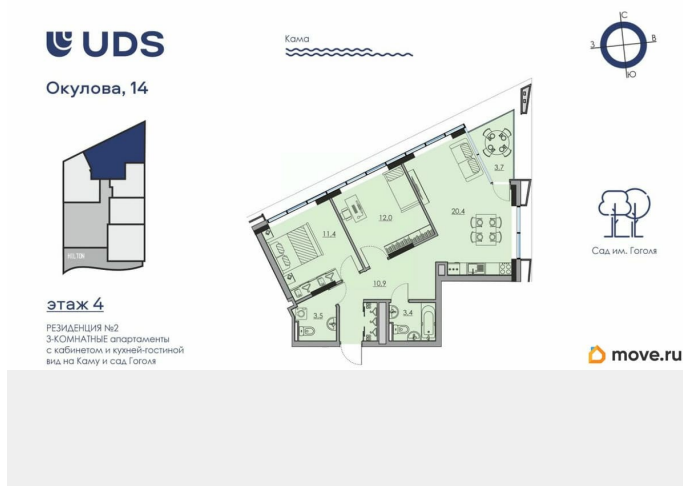 UDS
Окулова, 14
HILTON
этаж 4
РЕЗИДЕНЦИЯ №2
3-КОМНАТНЫЕ апартаменты
с кабинетом и кухней-гостиной
вид на Каму и сад Гоголя
Кама
С
З
В
Ю
3.7
12.0
20.4
11.4
10.9
3.5
3.4
Сад им. Гоголя
move.ru